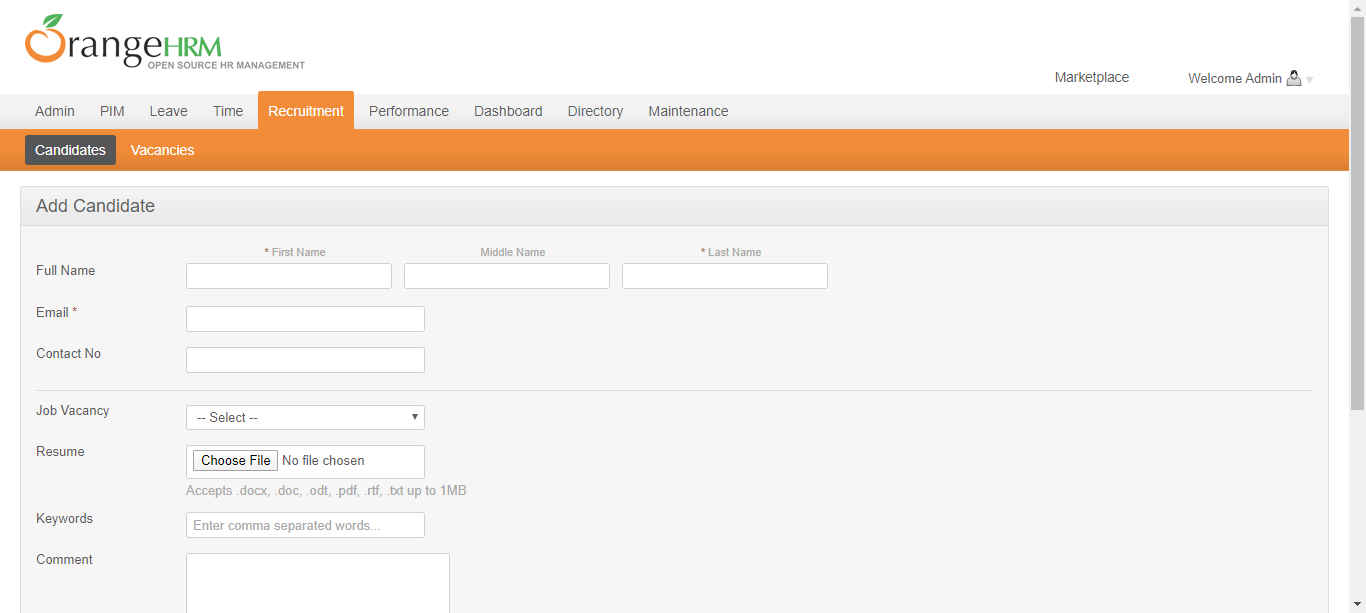 OrangeHRM
OPEN SOURCE HR MANAGEMENT
Marketplace Welcome Admin
Admin PIM Leave Time Recruitment Performance Dashboard Directory Maintenance
Candidates Vacancies
Add Candidate
* First Name Middle Name * Last Name
Full Name
Email *
Contact No
Job Vacancy -- Select --
Resume Choose File No file chosen
Accepts .docx, .doc, .odt, .pdf, .rtf, .txt up to 1MB
Keywords Enter comma separated words...
Comment